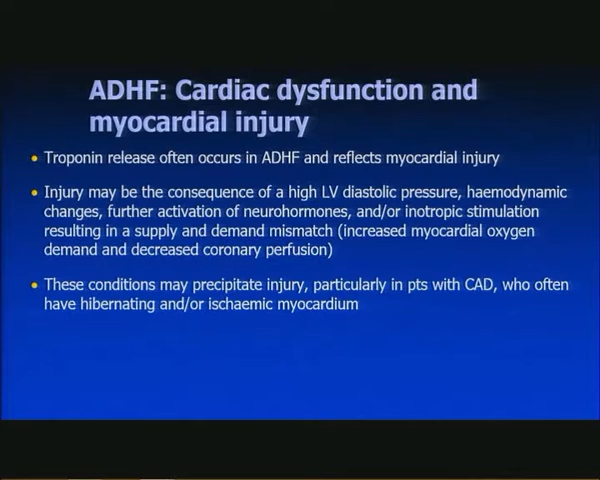 ADHF: Cardiac dysfunction and
myocardial injury
• Troponin release often occurs in ADHF and reflects myocardial injury
• Injury may be the consequence of a high LV diastolic pressure, haemodynamic
changes, further activation of neurohormones, and/or inotropic stimulation
resulting in a supply and demand mismatch (increased myocardial oxygen
demand and decreased coronary perfusion)
• These conditions may precipitate injury, particularly in pts with CAD, who often
have hibernating and/or ischaemic myocardium